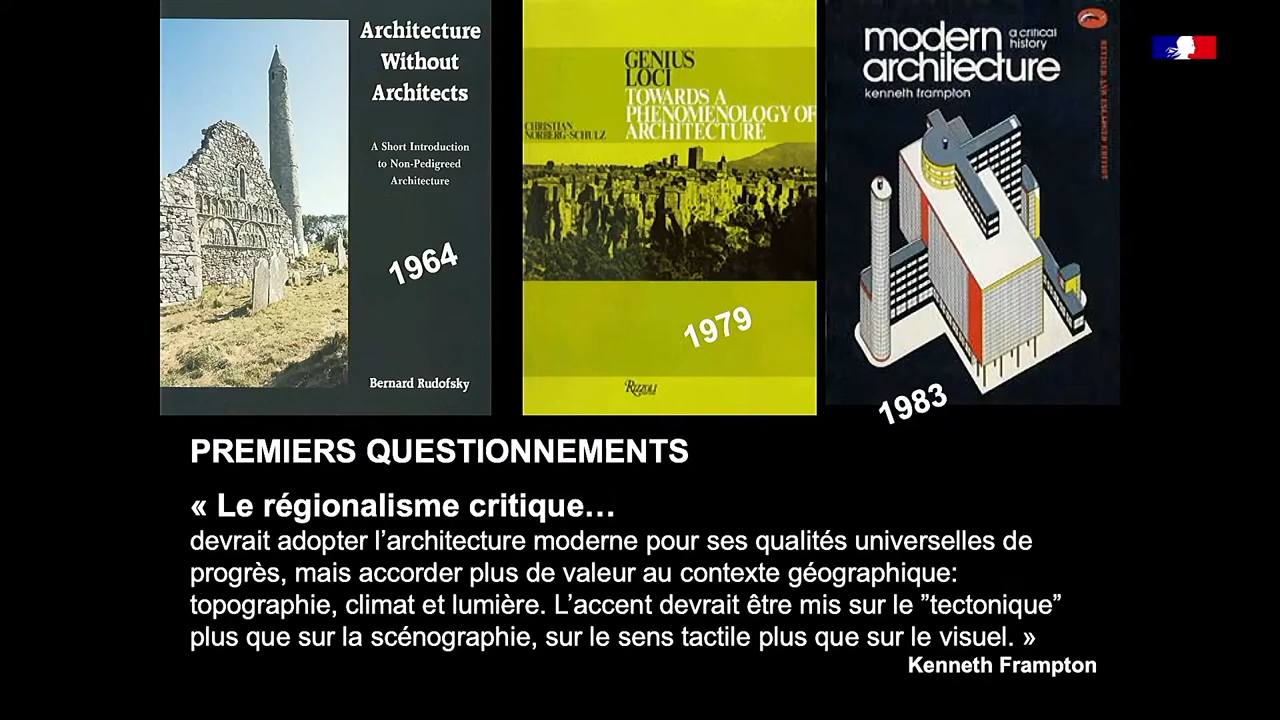 Architecture
Without
Architects
A Short Introduction
to Non-Pedigreed
Architecture
1964
Bernard Rudofsky
GENIUS
LOCI
TOWARDS A
PHENOMENOLOGY OF
ARCHITECTURE
CHRISTIAN
NORBERG-SCHULZ
1979
RIZZOLI
modern
architecture
a critical
history
kenneth frampton
REVISED AND ENLARGED EDITION
1983
PREMIERS QUESTIONNEMENTS
« Le régionalisme critique…
devrait adopter l’architecture moderne pour ses qualités universelles de
progrès, mais accorder plus de valeur au contexte géographique:
topographie, climat et lumière. L’accent devrait être mis sur le ”tectonique”
plus que sur la scénographie, sur le sens tactile plus que sur le visuel. »
Kenneth Frampton